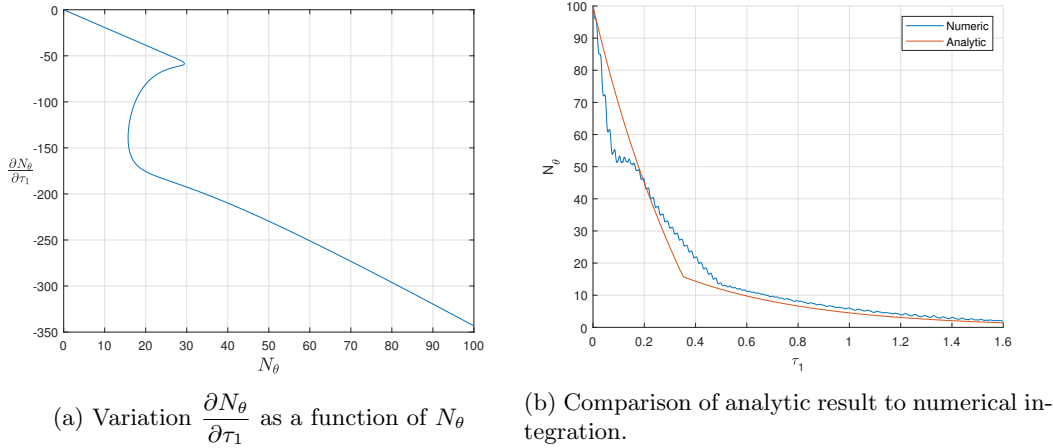 0
-50
-100
-150
-200
-250
-300
-350
∂N_θ
∂τ_1
0 10 20 30 40 50 60 70 80 90 100
N_θ
(a) Variation ∂N_θ/∂τ_1 as a function of N_θ
100
90
80
70
60
50
40
30
20
10
0
N_θ
Numeric
Analytic
0 0.2 0.4 0.6 0.8 1 1.2 1.4 1.6
τ_1
(b) Comparison of analytic result to numerical in-
tegration.